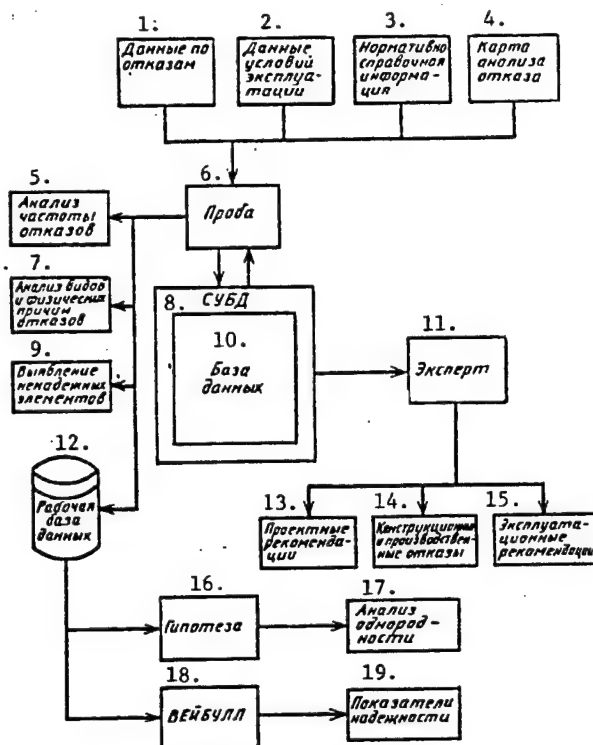 1:
Данные по
отказам
2.
Данные
условий
эксплуа-
тации
3.
Нормативно
справочная
информа-
ция
4.
Карта
анализа
отказа
5.
Анализ
частоты
отказов
6.
Проба
7.
Анализ видов
и физических
причин
отказов
8.
СУБД
9.
Выявление
ненадежных
элементов
10.
База
данных
11.
Эксперт
12.
Рабочая
база
данных
13.
Проектные
рекоменда-
ции
14.
Конструкционные
и производствен-
ные отказы
15.
Эксплуата-
ционные
рекомендации
16.
Гипотеза
17.
Анализ
однород-
ности
18.
ВЕЙБУЛЛ
19.
Показатели
надежности